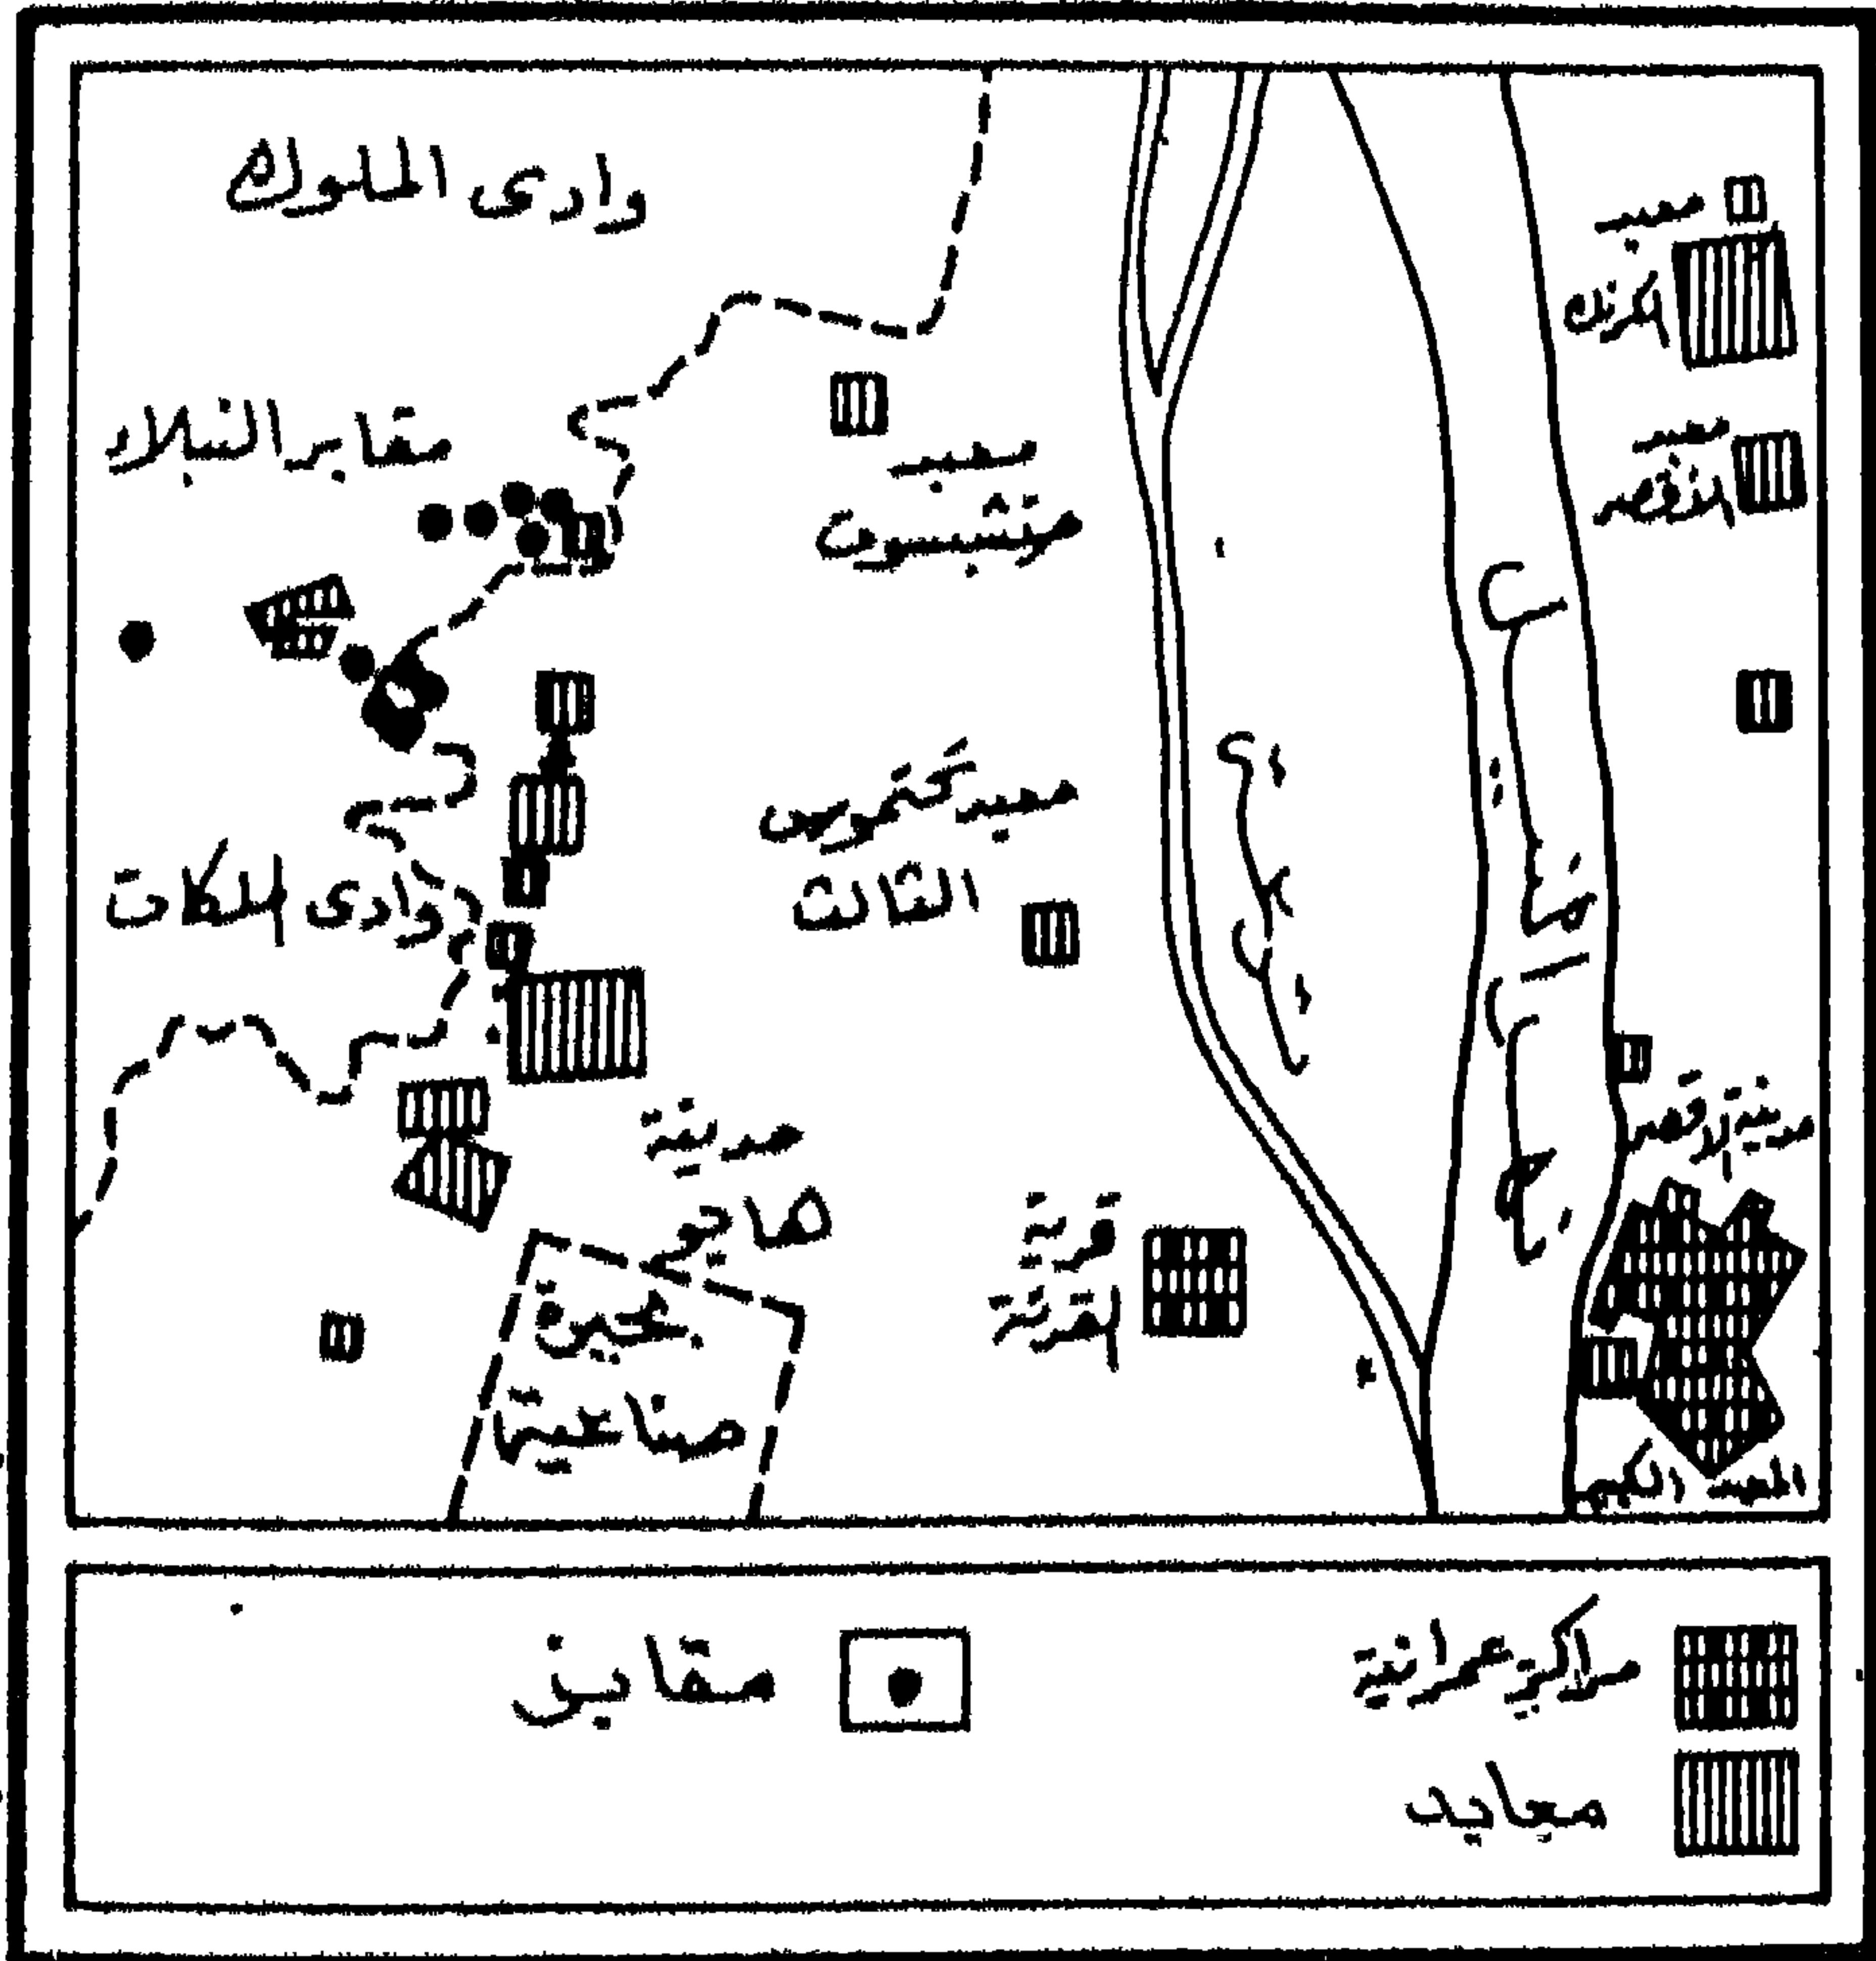 وادى الملوك
معبد
الكرنك
مقابر النبلاء
معبد
الأقصر
معبد
حتشبسوت
معبد تحتمس
الثالث
وادى الملكات
نهر النيل
مدينة الأقصر
مدينة
هابو
قرية
القرنة
صناعية
المعبد الكبير
مراكز عمرانية
مقابر
معابد